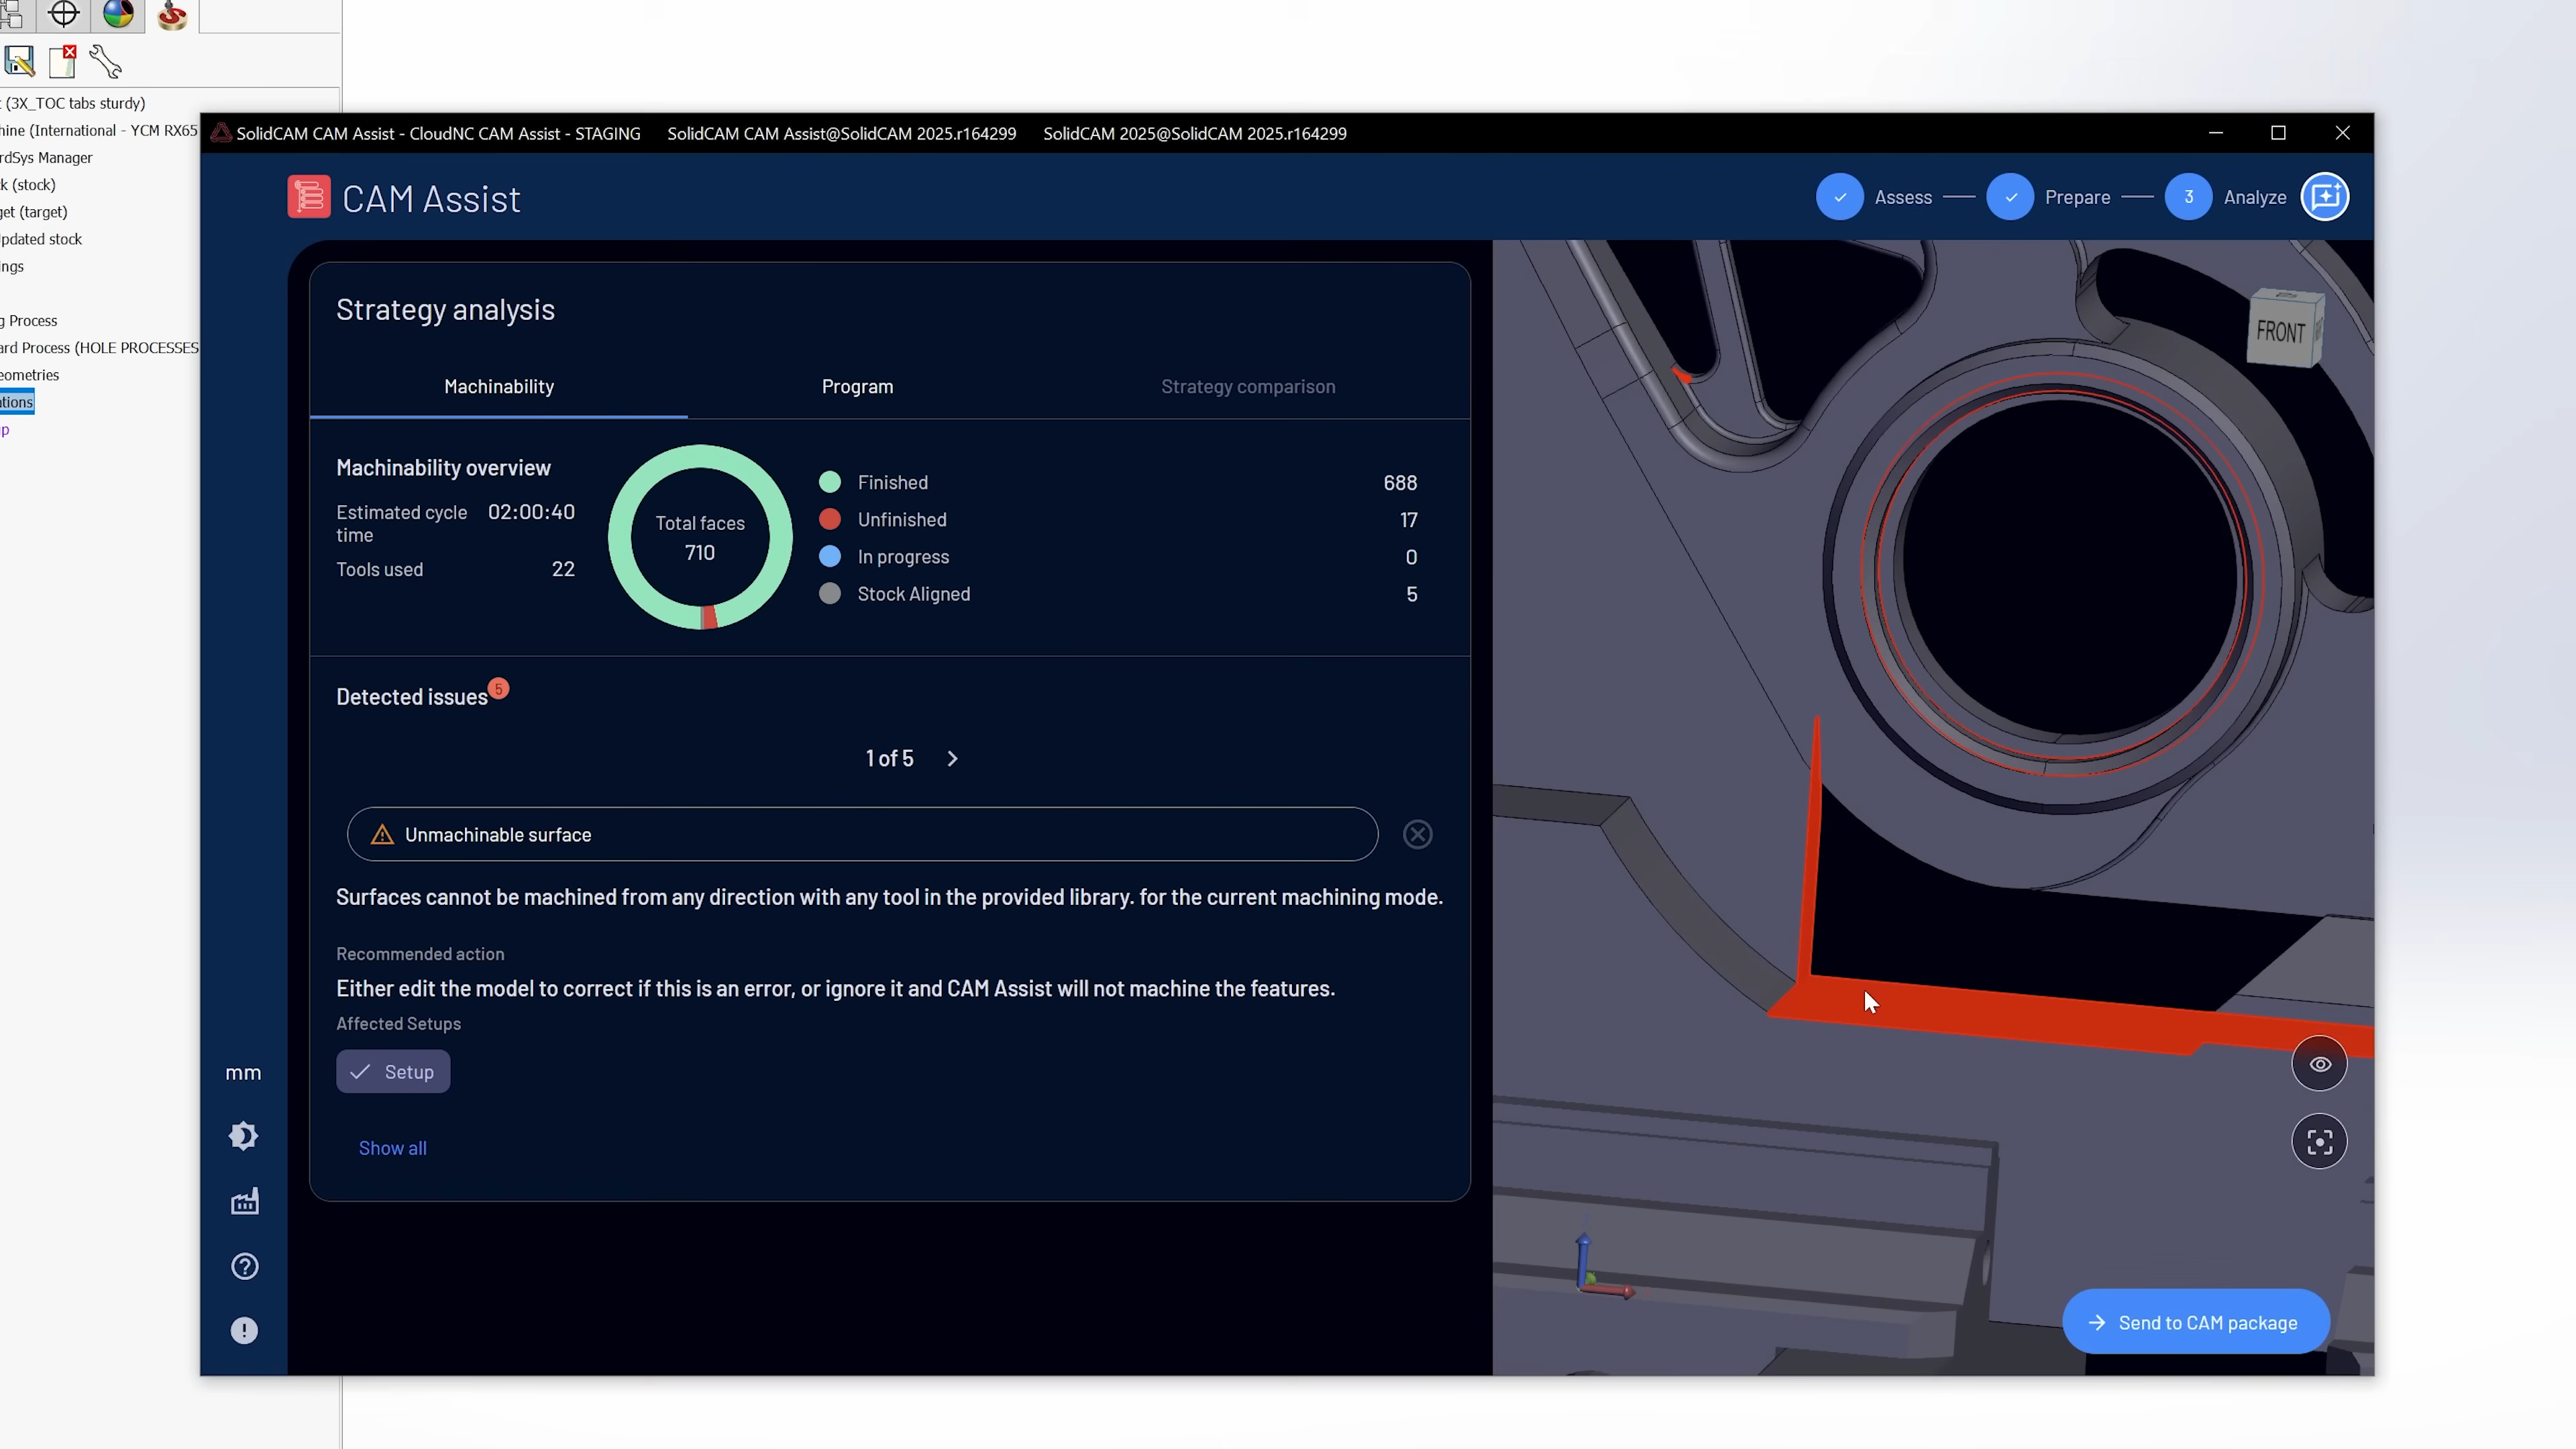 (3X_TOC tabs sturdy)
hine (International - YCM RX65
rdSys Manager
k (stock)
get (target)
pdated stock
ings
g Process
ard Process (HOLE PROCESSES
eometries
ations
p
SolidCAM CAM Assist - CloudNC CAM Assist - STAGING SolidCAM CAM Assist@SolidCAM 2025.r164299 SolidCAM 2025@SolidCAM 2025.r164299
CAM Assist
Assess
Prepare
3 Analyze
Strategy analysis
Machinability Program Strategy comparison
Machinability overview
Estimated cycle time 02:00:40
Tools used 22
Total faces
710
Finished 688
Unfinished 17
In progress 0
Stock Aligned 5
Detected issues 5
1 of 5
Unmachinable surface
Surfaces cannot be machined from any direction with any tool in the provided library. for the current machining mode.
Recommended action
Either edit the model to correct if this is an error, or ignore it and CAM Assist will not machine the features.
Affected Setups
Setup
Show all
mm
FRONT
Send to CAM package